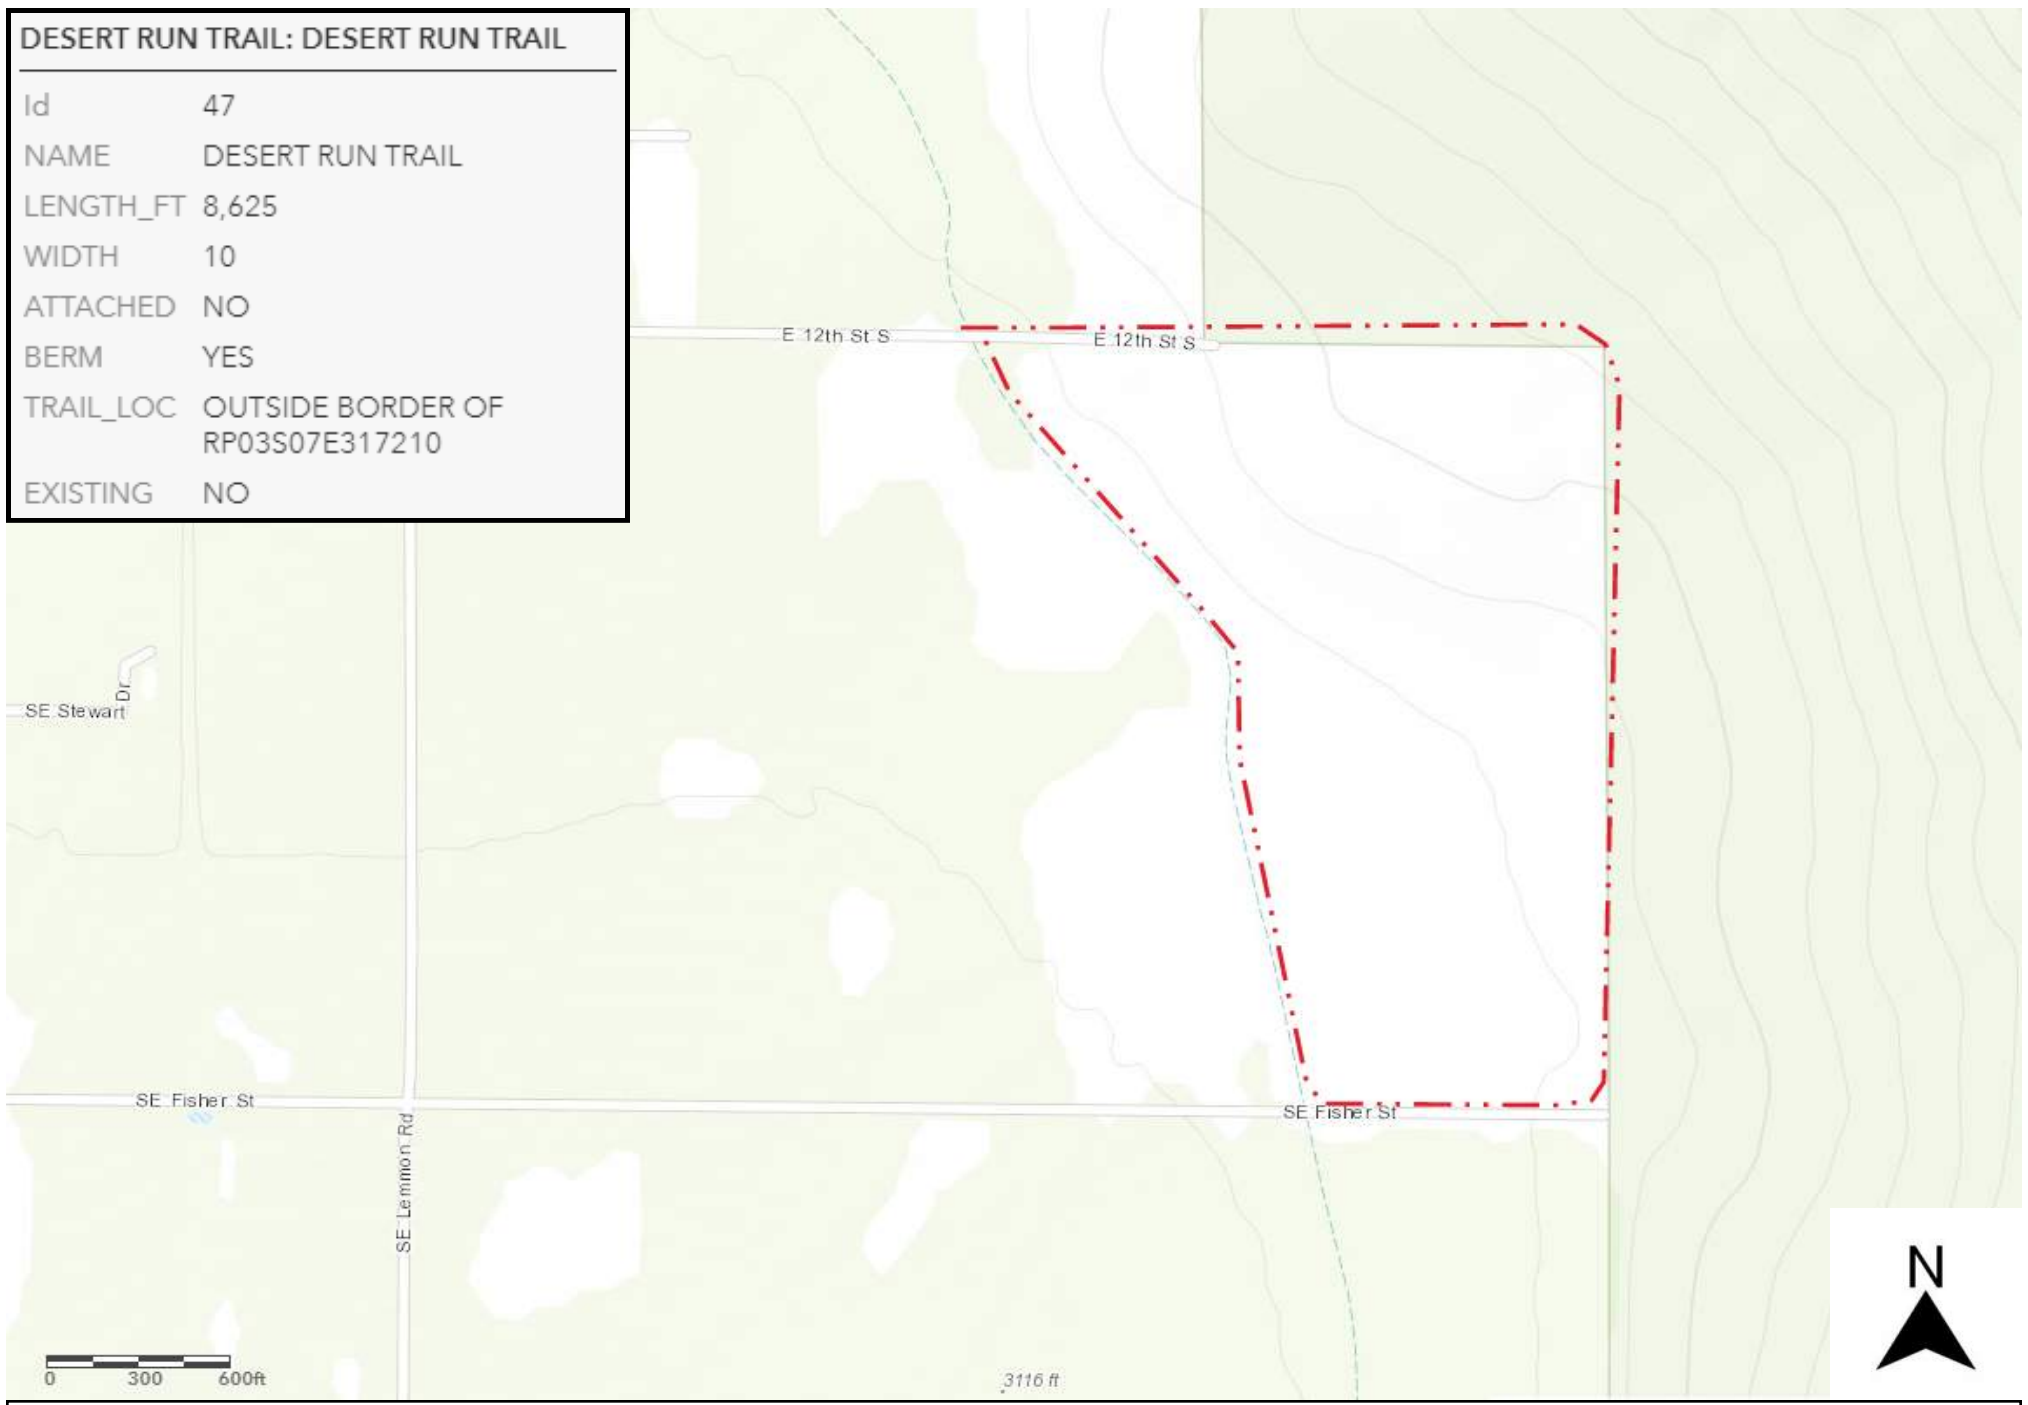 DESERT RUN TRAIL: DESERT RUN TRAIL
Id 47
NAME DESERT RUN TRAIL
LENGTH_FT 8,625
WIDTH 10
ATTACHED NO
BERM YES
TRAIL_LOC OUTSIDE BORDER OF
RP03S07E317210
EXISTING NO
E 12th St S
E 12th St S
SE Stewart
Dr
SE Fisher St
SE Fisher St
SE Lemmon Rd
N
0 300 600ft
3116 ft